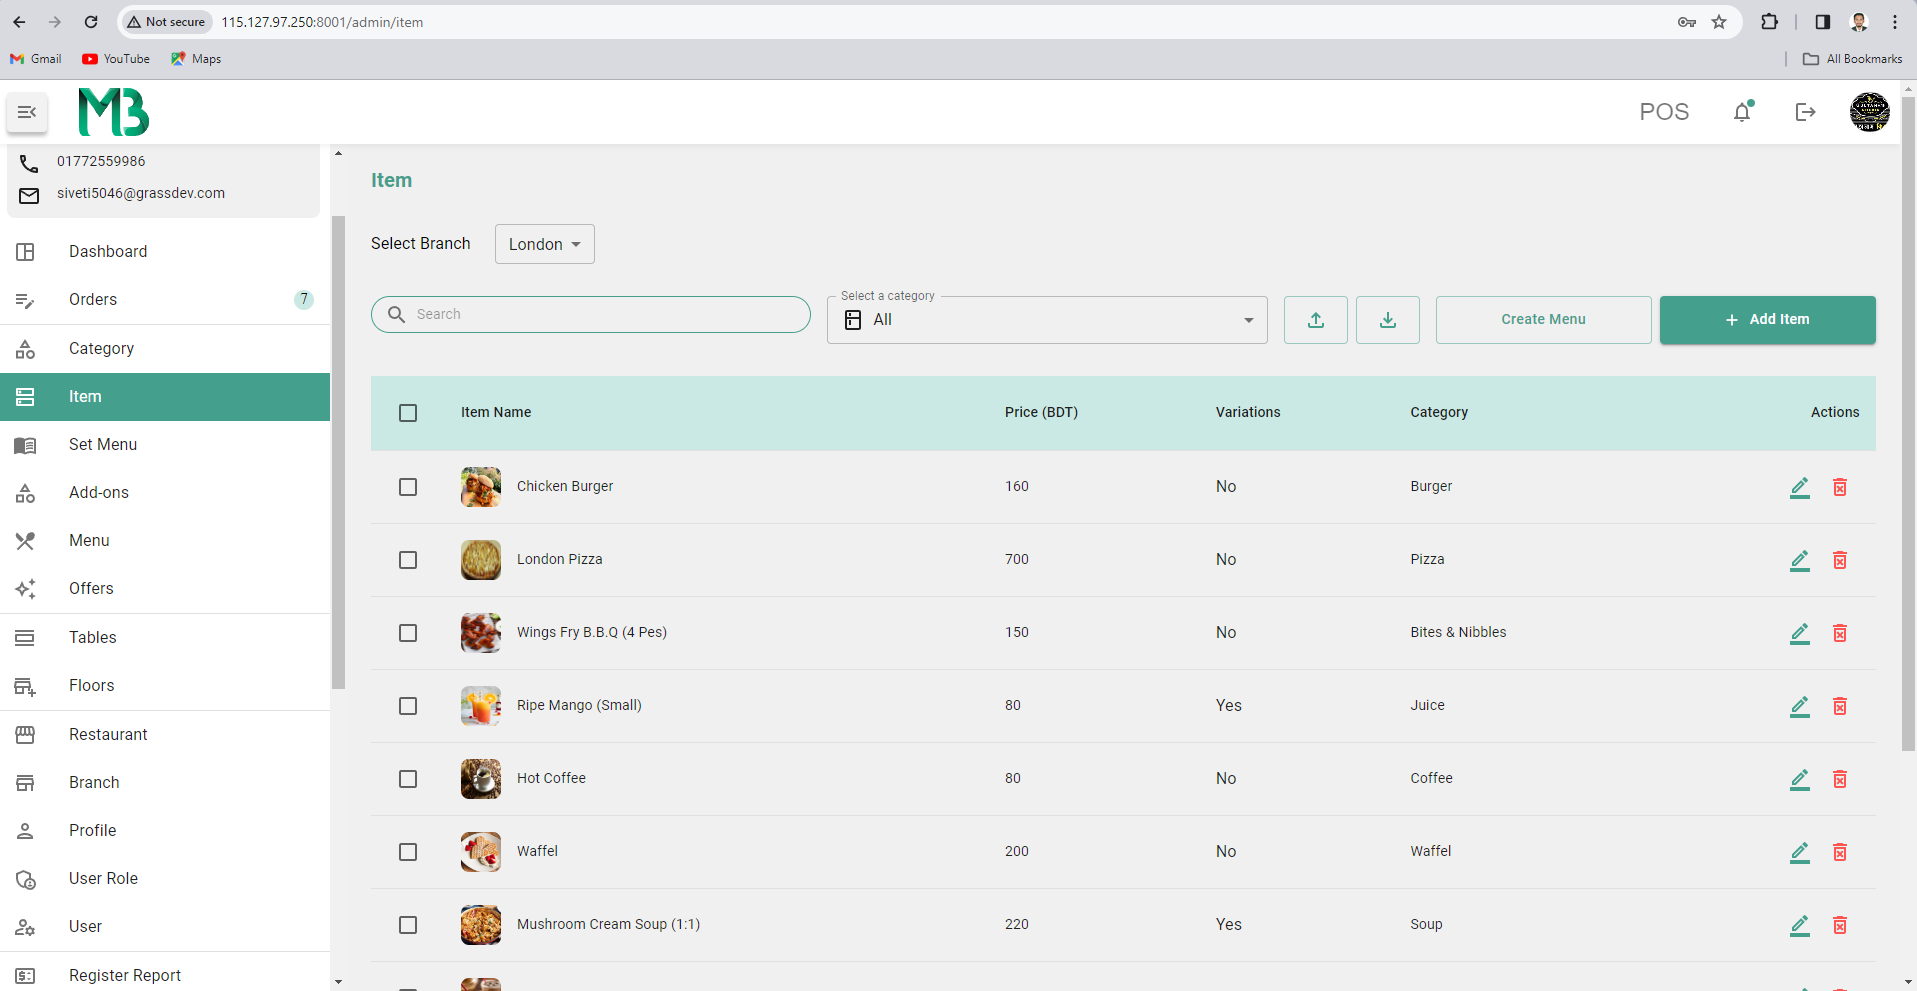 Not secure 115.127.97.250:8001/admin/item
Gmail YouTube Maps All Bookmarks
MB POS
01772559986
siveti5046@grassdev.com
Dashboard
Orders 7
Category
Item
Set Menu
Add-ons
Menu
Offers
Tables
Floors
Restaurant
Branch
Profile
User Role
User
Register Report
Item
Select Branch London
Search
Select a category
All
Create Menu
+ Add Item
Item Name Price (BDT) Variations Category Actions
Chicken Burger 160 No Burger
London Pizza 700 No Pizza
Wings Fry B.B.Q (4 Pes) 150 No Bites & Nibbles
Ripe Mango (Small) 80 Yes Juice
Hot Coffee 80 No Coffee
Waffel 200 No Waffel
Mushroom Cream Soup (1:1) 220 Yes Soup